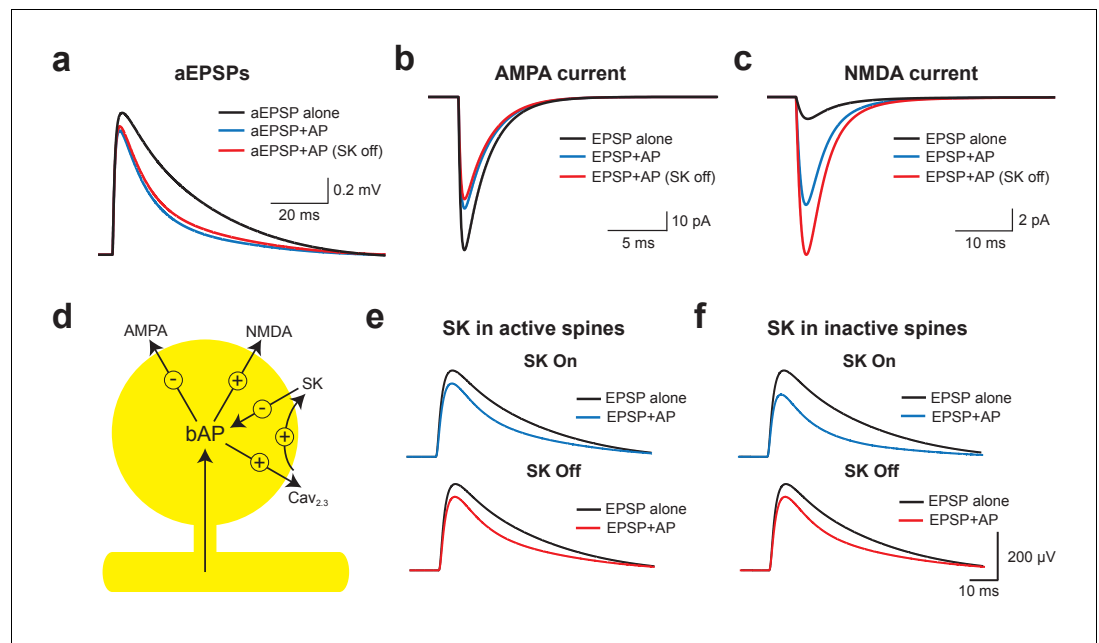 a
aEPSPs
aEPSP alone
aEPSP+AP
aEPSP+AP (SK off)
0.2 mV
20 ms
b
AMPA current
EPSP alone
EPSP+AP
EPSP+AP (SK off)
10 pA
5 ms
c
NMDA current
EPSP alone
EPSP+AP
EPSP+AP (SK off)
2 pA
10 ms
d
AMPA
NMDA
-
+
SK
-
bAP
+
+
Cav2.3
e
SK in active spines
SK On
EPSP alone
EPSP+AP
SK Off
EPSP alone
EPSP+AP
f
SK in inactive spines
SK On
EPSP alone
EPSP+AP
SK Off
EPSP alone
EPSP+AP
200 µV
10 ms